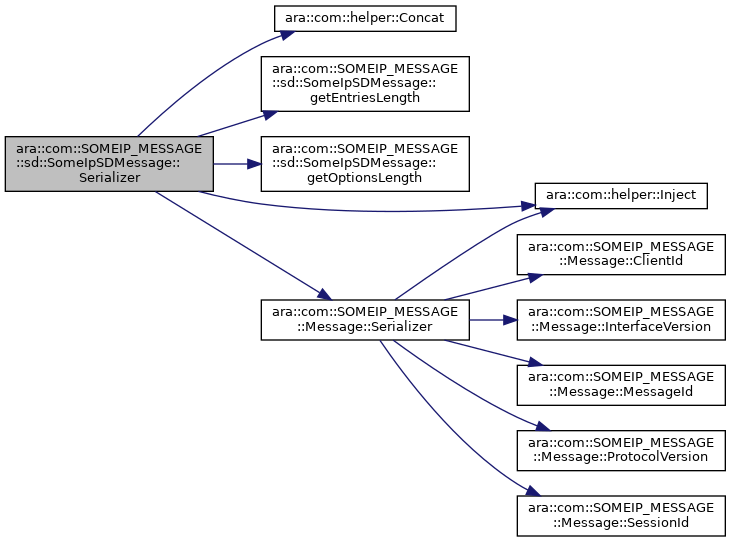 ara::com::helper::Concat
ara::com::SOMEIP_MESSAGE
::sd::SomeIpSDMessage::
getEntriesLength
ara::com::SOMEIP_MESSAGE
::sd::SomeIpSDMessage::
Serializer
ara::com::SOMEIP_MESSAGE
::sd::SomeIpSDMessage::
getOptionsLength
ara::com::helper::Inject
ara::com::SOMEIP_MESSAGE
::Message::ClientId
ara::com::SOMEIP_MESSAGE
::Message::Serializer
ara::com::SOMEIP_MESSAGE
::Message::InterfaceVersion
ara::com::SOMEIP_MESSAGE
::Message::MessageId
ara::com::SOMEIP_MESSAGE
::Message::ProtocolVersion
ara::com::SOMEIP_MESSAGE
::Message::SessionId